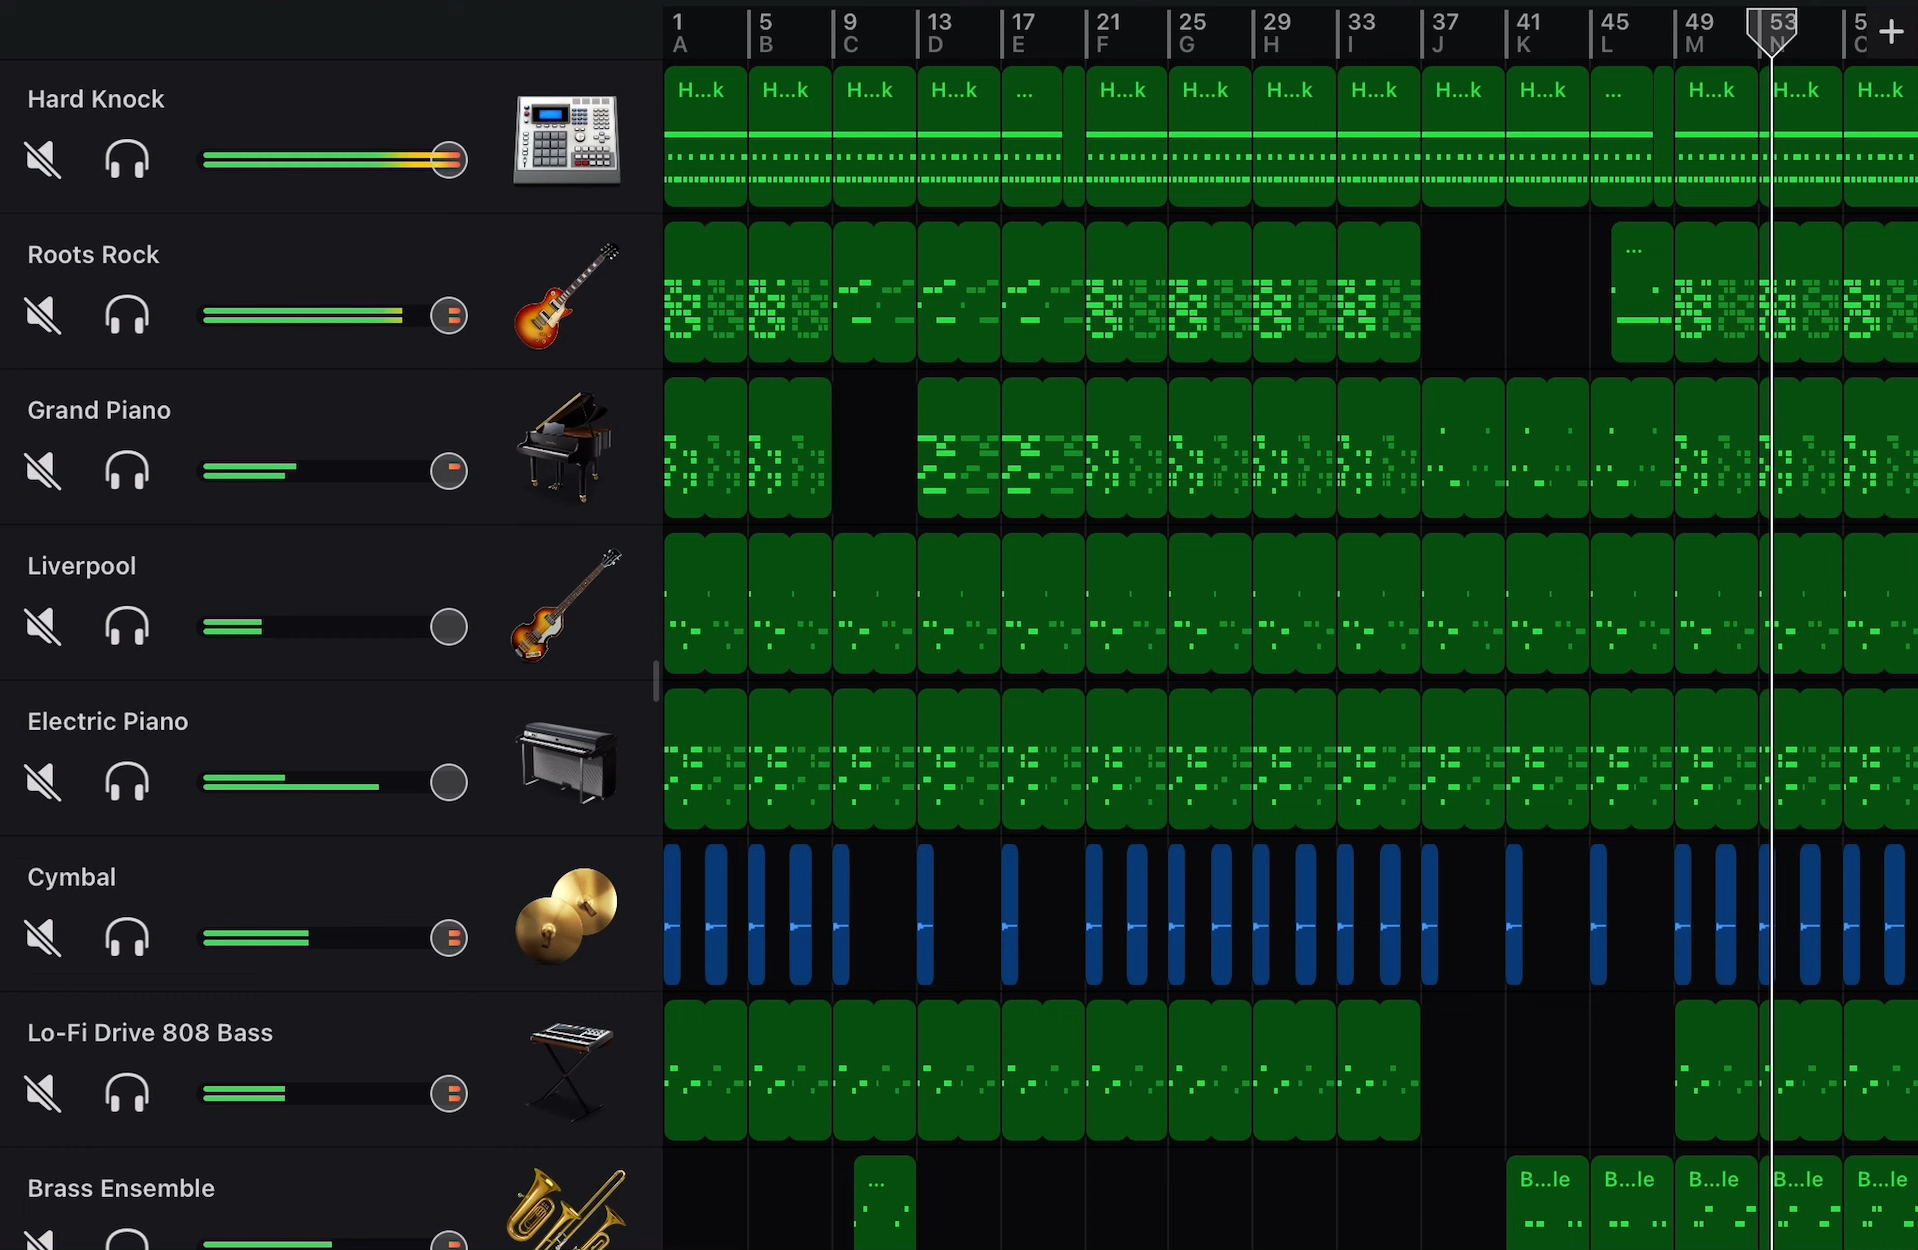 1 5 9 13 17 21 25 29 33 37 41 45 49 53 5
A B C D E F G H I J K L M N
Hard Knock
H...k H...k H...k H...k ... H...k H...k H...k H...k H...k H...k ... H...k H...k H...k
Roots Rock
...
Grand Piano
Liverpool
Electric Piano
Cymbal
Lo-Fi Drive 808 Bass
Brass Ensemble
... B...le B...le B...le B...le B...le